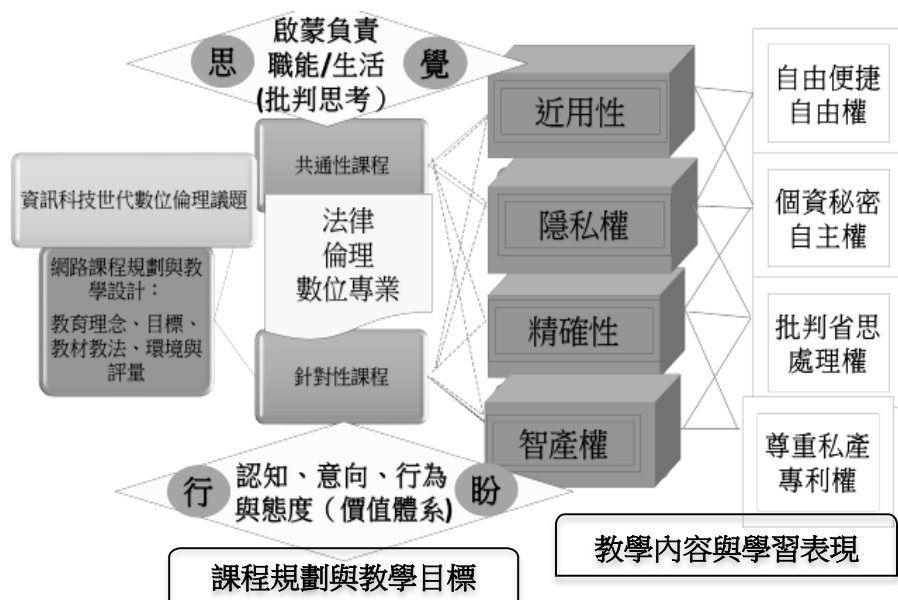 思
啟蒙負責
職能/生活
(批判思考）
覺
資訊科技世代數位倫理議題
網路課程規劃與教
學設計：
教育理念、目標、
教材教法、環境與
評量
共通性課程
法律
倫理
數位專業
針對性課程
行
認知、意向、行為
與態度（價值體系)
盼
課程規劃與教學目標
近用性
隱私權
精確性
智產權
自由便捷
自由權
個資秘密
自主權
批判省思
處理權
尊重私產
專利權
教學內容與學習表現